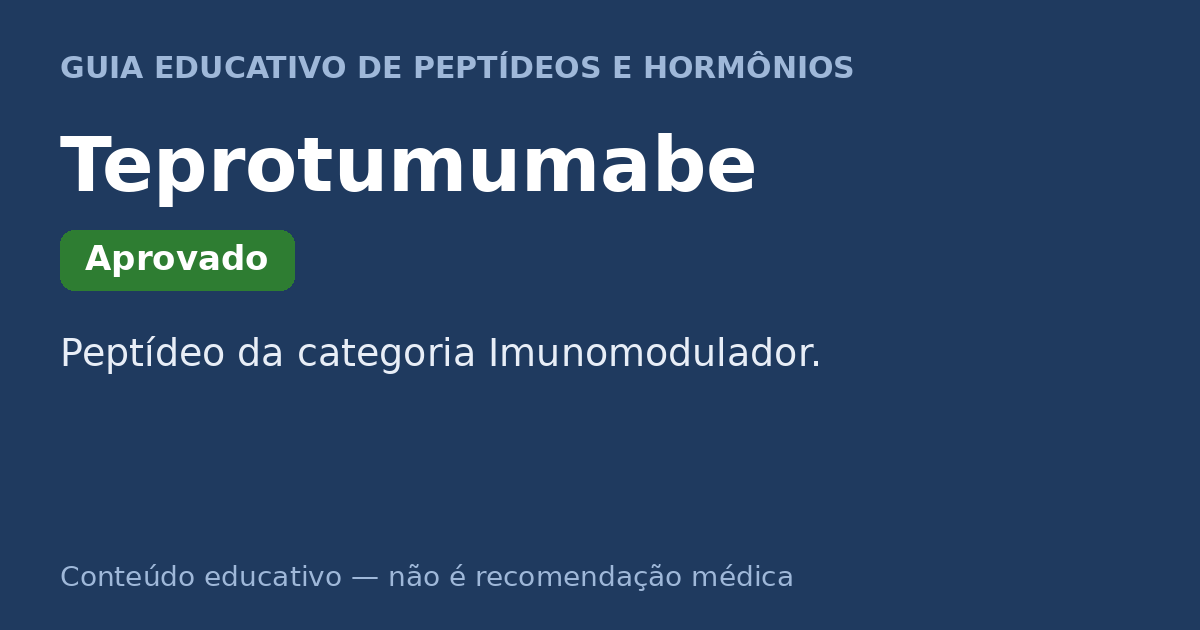 GUIA EDUCATIVO DE PEPTÍDEOS E HORMÔNIOS
Teprotumumabe
Aprovado
Peptídeo da categoria Imunomodulador.
Conteúdo educativo — não é recomendação médica